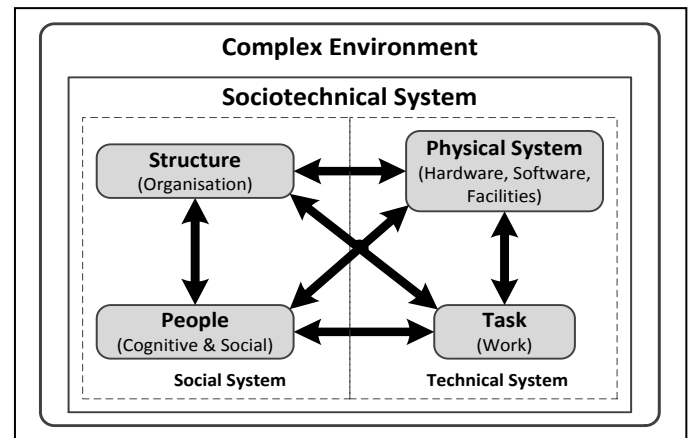 Complex Environment
Sociotechnical System
Structure
(Organisation)
Physical System
(Hardware, Software,
Facilities)
People
(Cognitive & Social)
Task
(Work)
Social System
Technical System